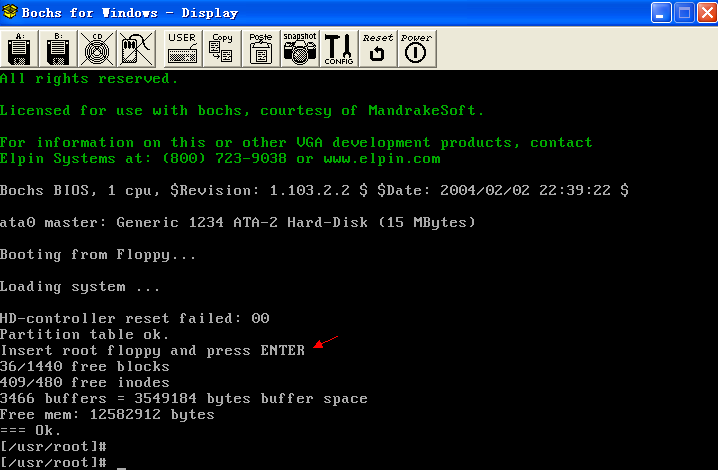 Bochs for Windows - Display
A:
B:
CD
USER
Copy
Paste
snapshot
CONFIG
Reset
Power
All rights reserved.
Licensed for use with bochs, courtesy of MandrakeSoft.
For information on this or other VGA development products, contact
Elpin Systems at: (800) 723-9038 or www.elpin.com
Bochs BIOS, 1 cpu, $Revision: 1.103.2.2 $ $Date: 2004/02/02 22:39:22 $
ata0 master: Generic 1234 ATA-2 Hard-Disk (15 MBytes)
Booting from Floppy...
Loading system ...
HD-controller reset failed: 00
Partition table ok.
Insert root floppy and press ENTER
36/1440 free blocks
409/480 free inodes
3466 buffers = 3549184 bytes buffer space
Free mem: 12582912 bytes
=== Ok.
[/usr/root]#
[/usr/root]# _